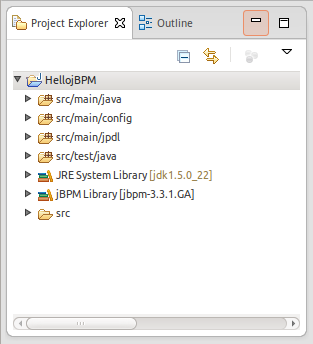 Project Explorer Outline
HellojBPM
src/main/java
src/main/config
src/main/jpdl
src/test/java
JRE System Library [jdk1.5.0_22]
jBPM Library [jbpm-3.3.1.GA]
src